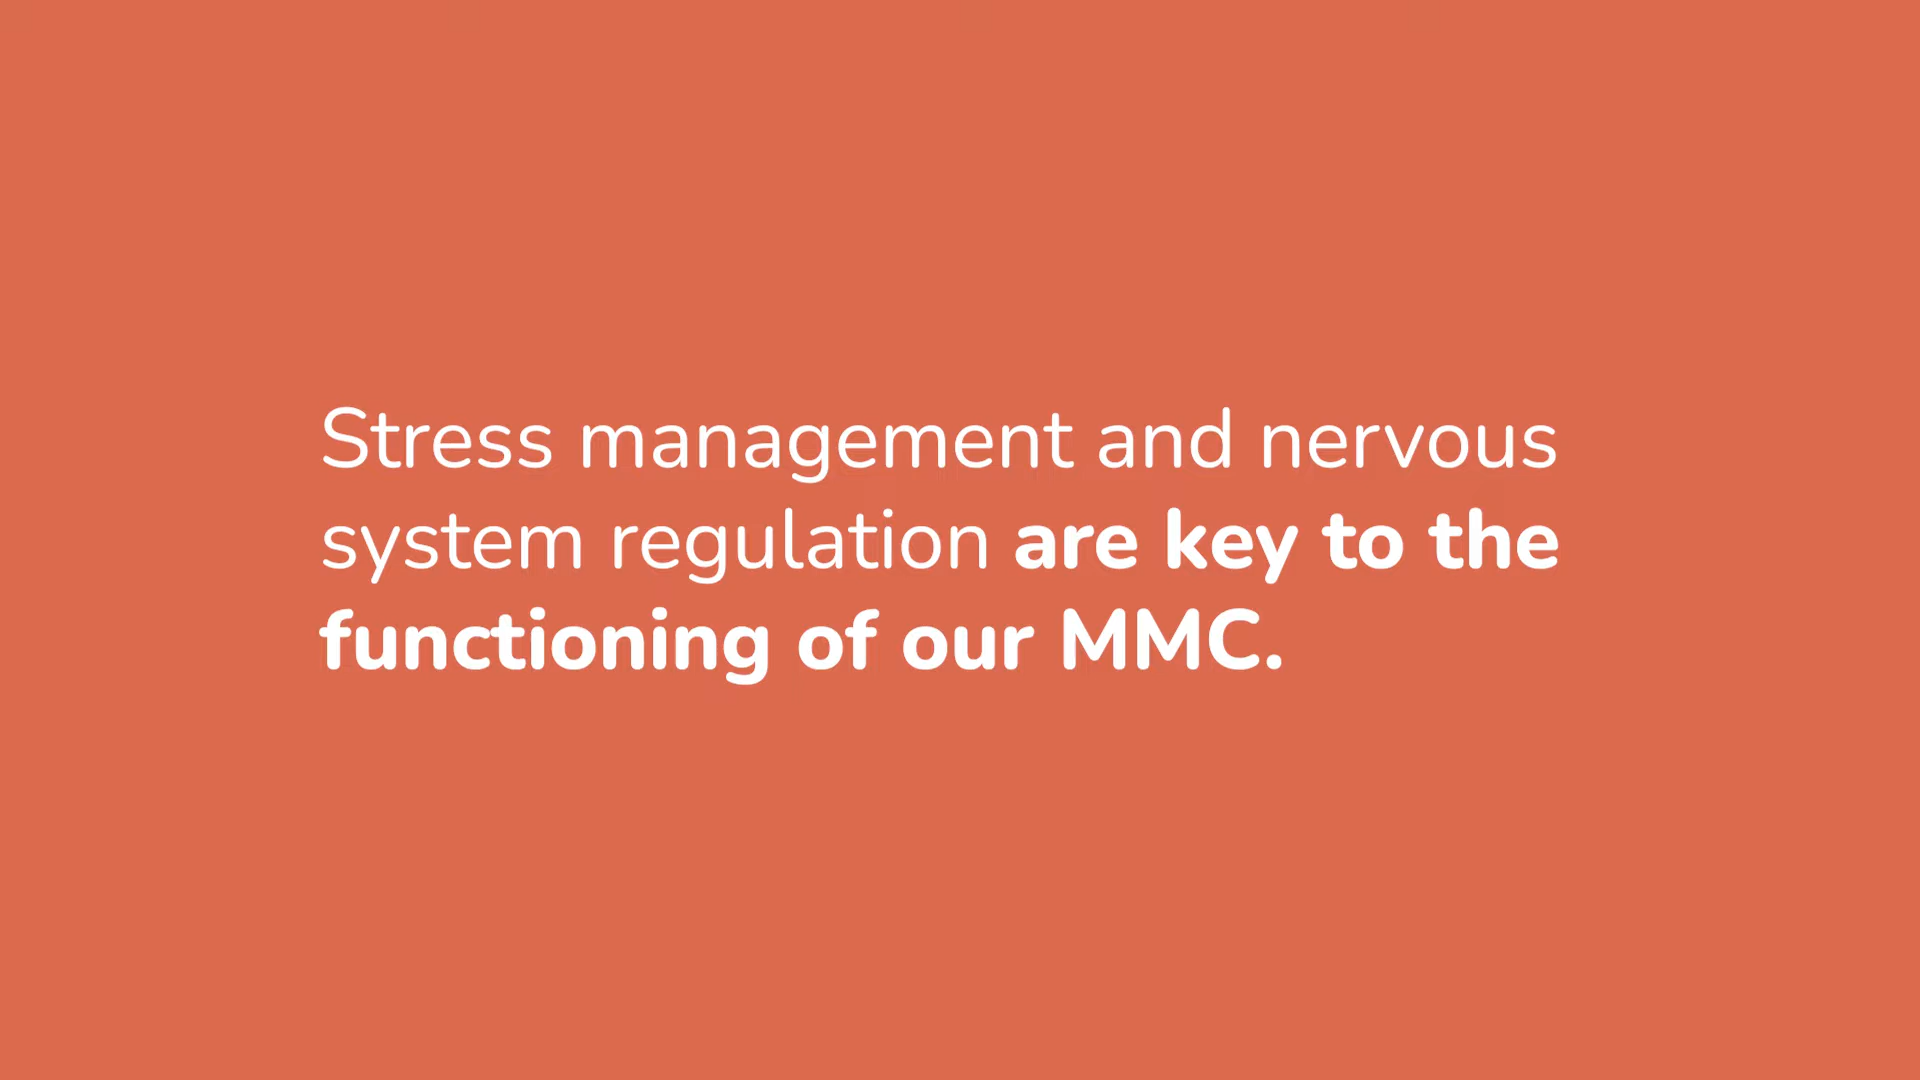 Stress management and nervous
system regulation are key to the
functioning of our MMC.